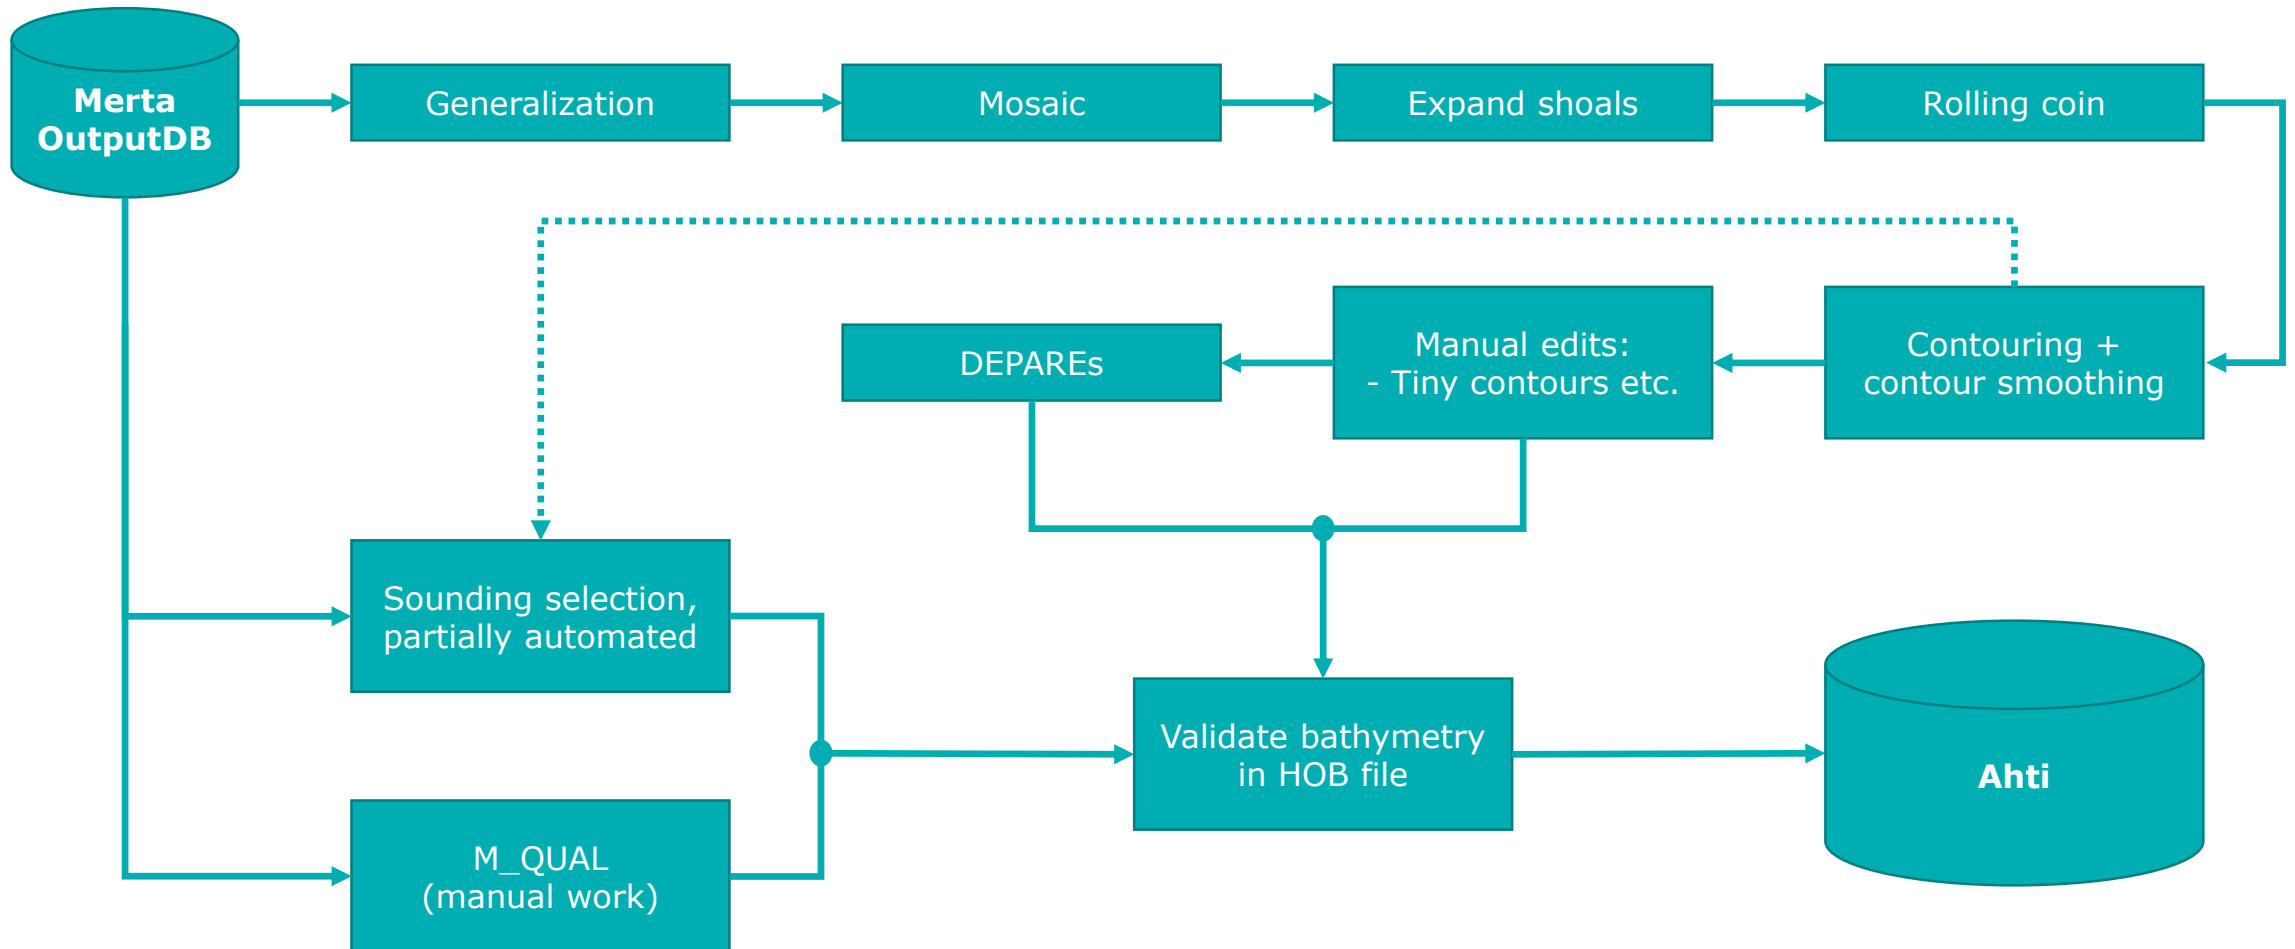 Merta
OutputDB
Generalization
Mosaic
Expand shoals
Rolling coin
DEPAREs
Manual edits:
- Tiny contours etc.
Contouring +
contour smoothing
Sounding selection,
partially automated
Validate bathymetry
in HOB file
Ahti
M_QUAL
(manual work)